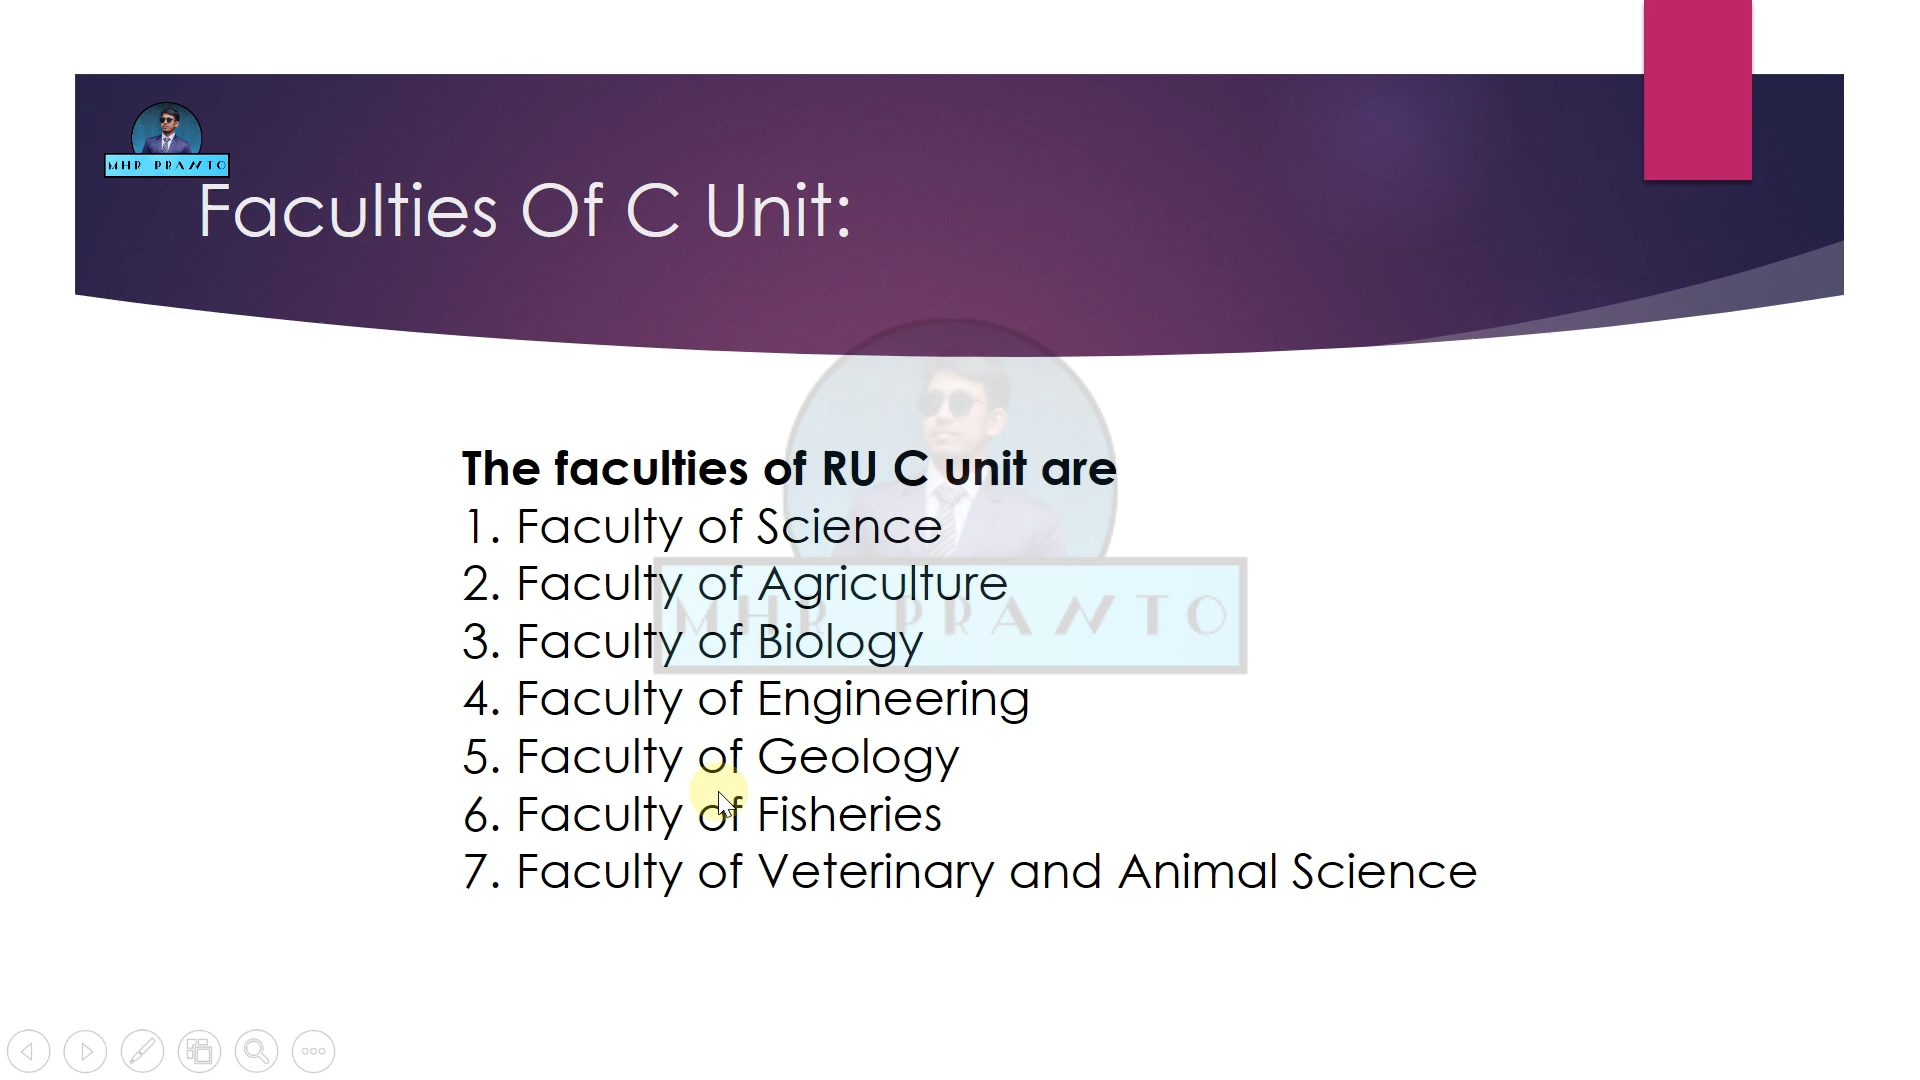 MHR PRANTO
Faculties Of C Unit:
The faculties of RU C unit are
1. Faculty of Science
2. Faculty of Agriculture
MHR PRANTO
3. Faculty of Biology
4. Faculty of Engineering
5. Faculty of Geology
6. Faculty of Fisheries
7. Faculty of Veterinary and Animal Science